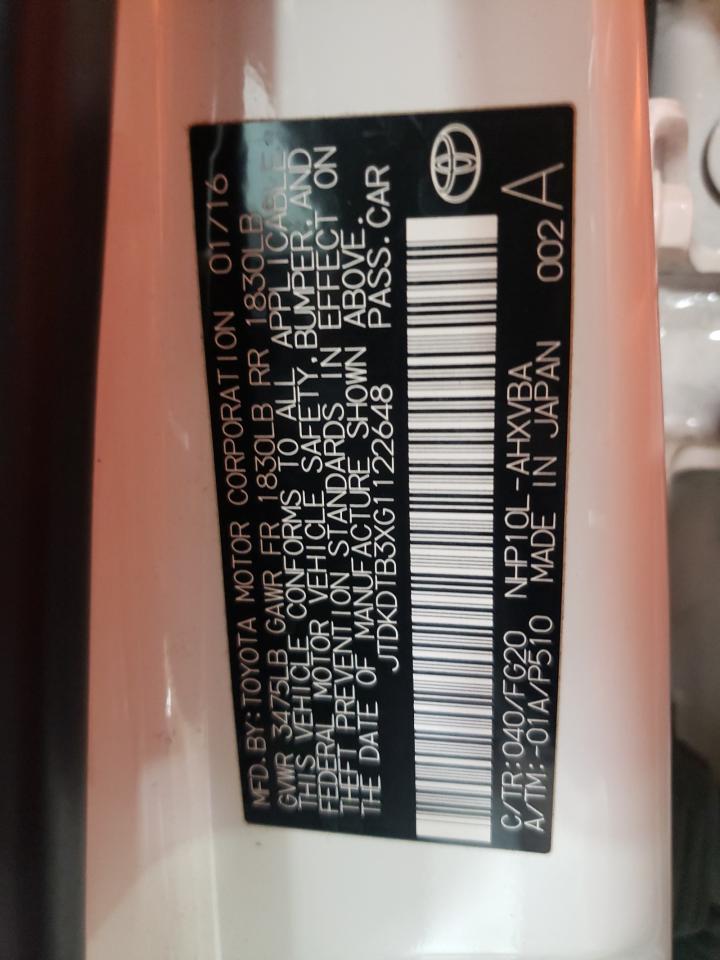 MFD. BY: TOYOTA MOTOR CORPORATION 01/16
GVWR 3475LB GAWR FR 1830LB RR 1830LB
THIS VEHICLE CONFORMS TO ALL APPLICABLE
FEDERAL MOTOR VEHICLE SAFETY, BUMPER, AND
THEFT PREVENTION STANDARDS IN EFFECT ON
THE DATE OF MANUFACTURE SHOWN ABOVE.
JTDKDTB3XG1122648 PASS. CAR
C/TR: 040/FG20 NHP10L-AHXVBA 002 A
A/TM: -01A/P510 MADE IN JAPAN